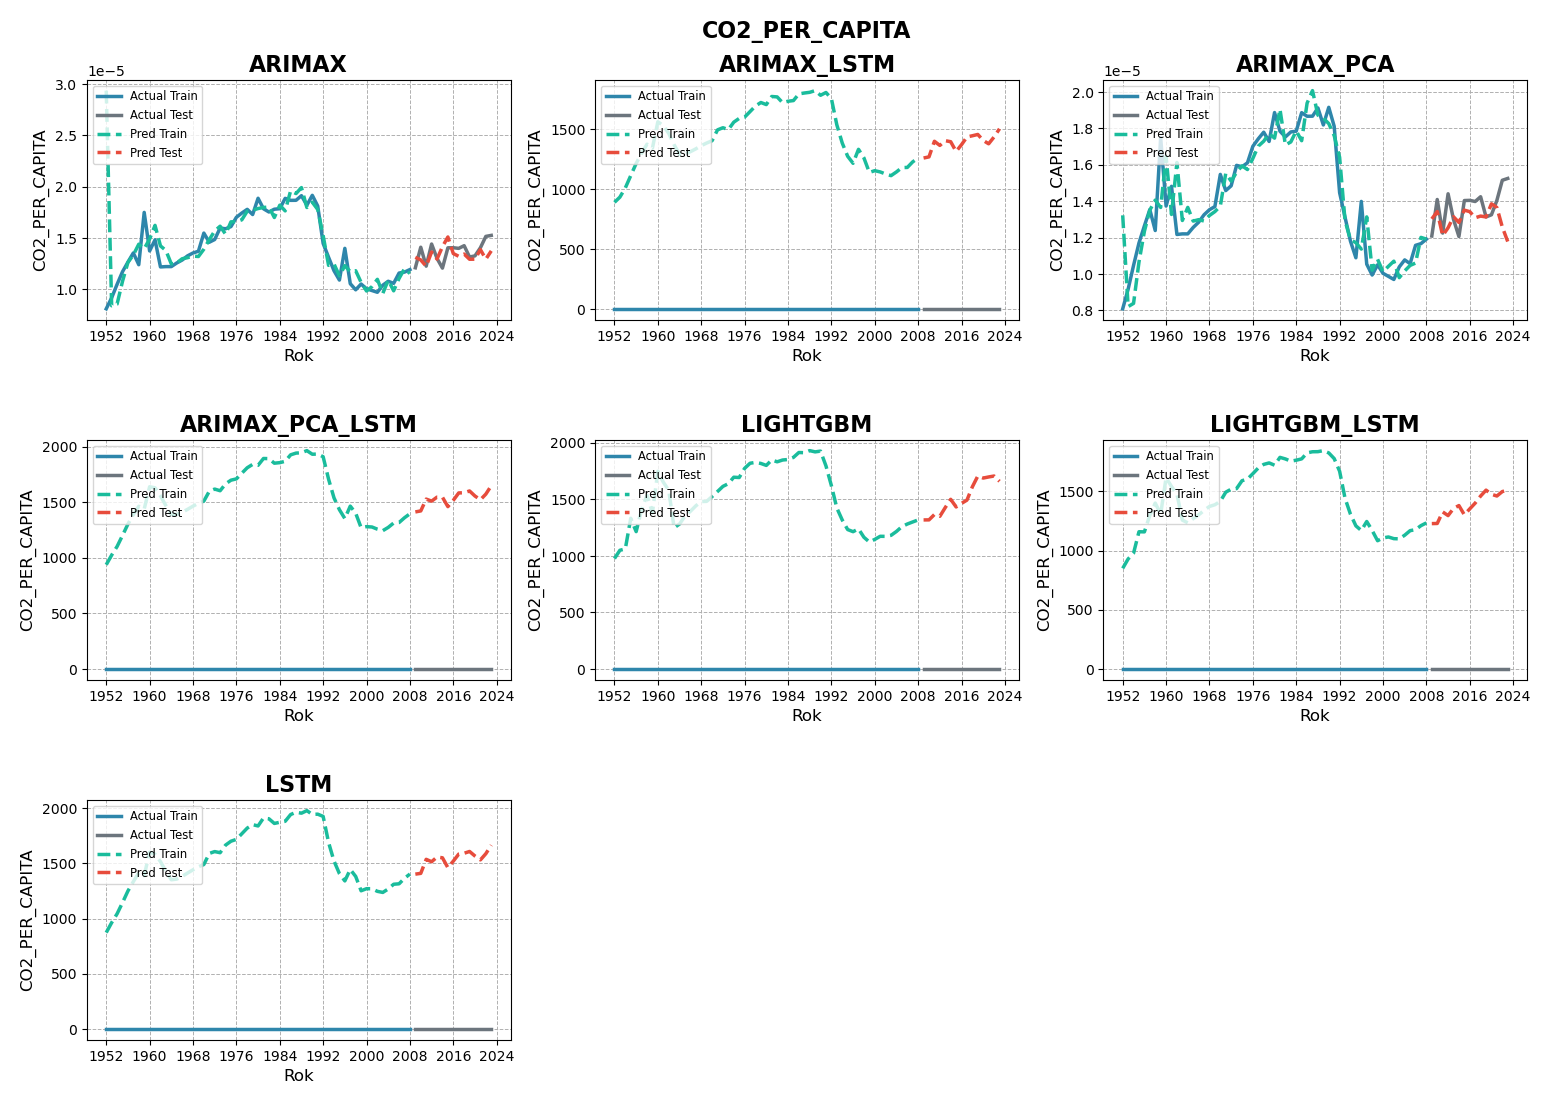 CO2_PER_CAPITA
ARIMAX
1e−5
3.0
2.5
2.0
1.5
1.0
CO2_PER_CAPITA
Actual Train
Actual Test
Pred Train
Pred Test
1952 1960 1968 1976 1984 1992 2000 2008 2016 2024
Rok
ARIMAX_LSTM
1500
1000
500
0
CO2_PER_CAPITA
Actual Train
Actual Test
Pred Train
Pred Test
1952 1960 1968 1976 1984 1992 2000 2008 2016 2024
Rok
ARIMAX_PCA
1e−5
2.0
1.8
1.6
1.4
1.2
1.0
0.8
CO2_PER_CAPITA
Actual Train
Actual Test
Pred Train
Pred Test
1952 1960 1968 1976 1984 1992 2000 2008 2016 2024
Rok
ARIMAX_PCA_LSTM
2000
1500
1000
500
0
CO2_PER_CAPITA
Actual Train
Actual Test
Pred Train
Pred Test
1952 1960 1968 1976 1984 1992 2000 2008 2016 2024
Rok
LIGHTGBM
2000
1500
1000
500
0
CO2_PER_CAPITA
Actual Train
Actual Test
Pred Train
Pred Test
1952 1960 1968 1976 1984 1992 2000 2008 2016 2024
Rok
LIGHTGBM_LSTM
1500
1000
500
0
CO2_PER_CAPITA
Actual Train
Actual Test
Pred Train
Pred Test
1952 1960 1968 1976 1984 1992 2000 2008 2016 2024
Rok
LSTM
2000
1500
1000
500
0
CO2_PER_CAPITA
Actual Train
Actual Test
Pred Train
Pred Test
1952 1960 1968 1976 1984 1992 2000 2008 2016 2024
Rok